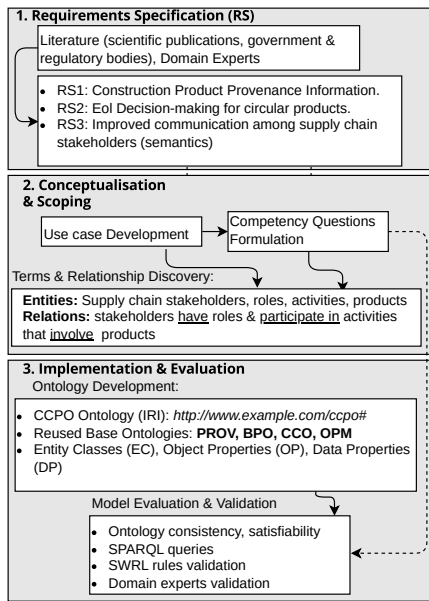 1. Requirements Specification (RS)
Literature (scientific publications, government &
regulatory bodies), Domain Experts
• RS1: Construction Product Provenance Information.
• RS2: EoI Decision-making for circular products.
• RS3: Improved communication among supply chain
stakeholders (semantics)
2. Conceptualisation
& Scoping
Use case Development
Competency Questions
Formulation
Terms & Relationship Discovery:
Entities: Supply chain stakeholders, roles, activities, products
Relations: stakeholders have roles & participate in activities
that involve products
3. Implementation & Evaluation
Ontology Development:
• CCPO Ontology (IRI): http://www.example.com/ccpo#
• Reused Base Ontologies: PROV, BPO, CCO, OPM
• Entity Classes (EC), Object Properties (OP), Data Properties
(DP)
Model Evaluation & Validation
• Ontology consistency, satisfiability
• SPARQL queries
• SWRL rules validation
• Domain experts validation